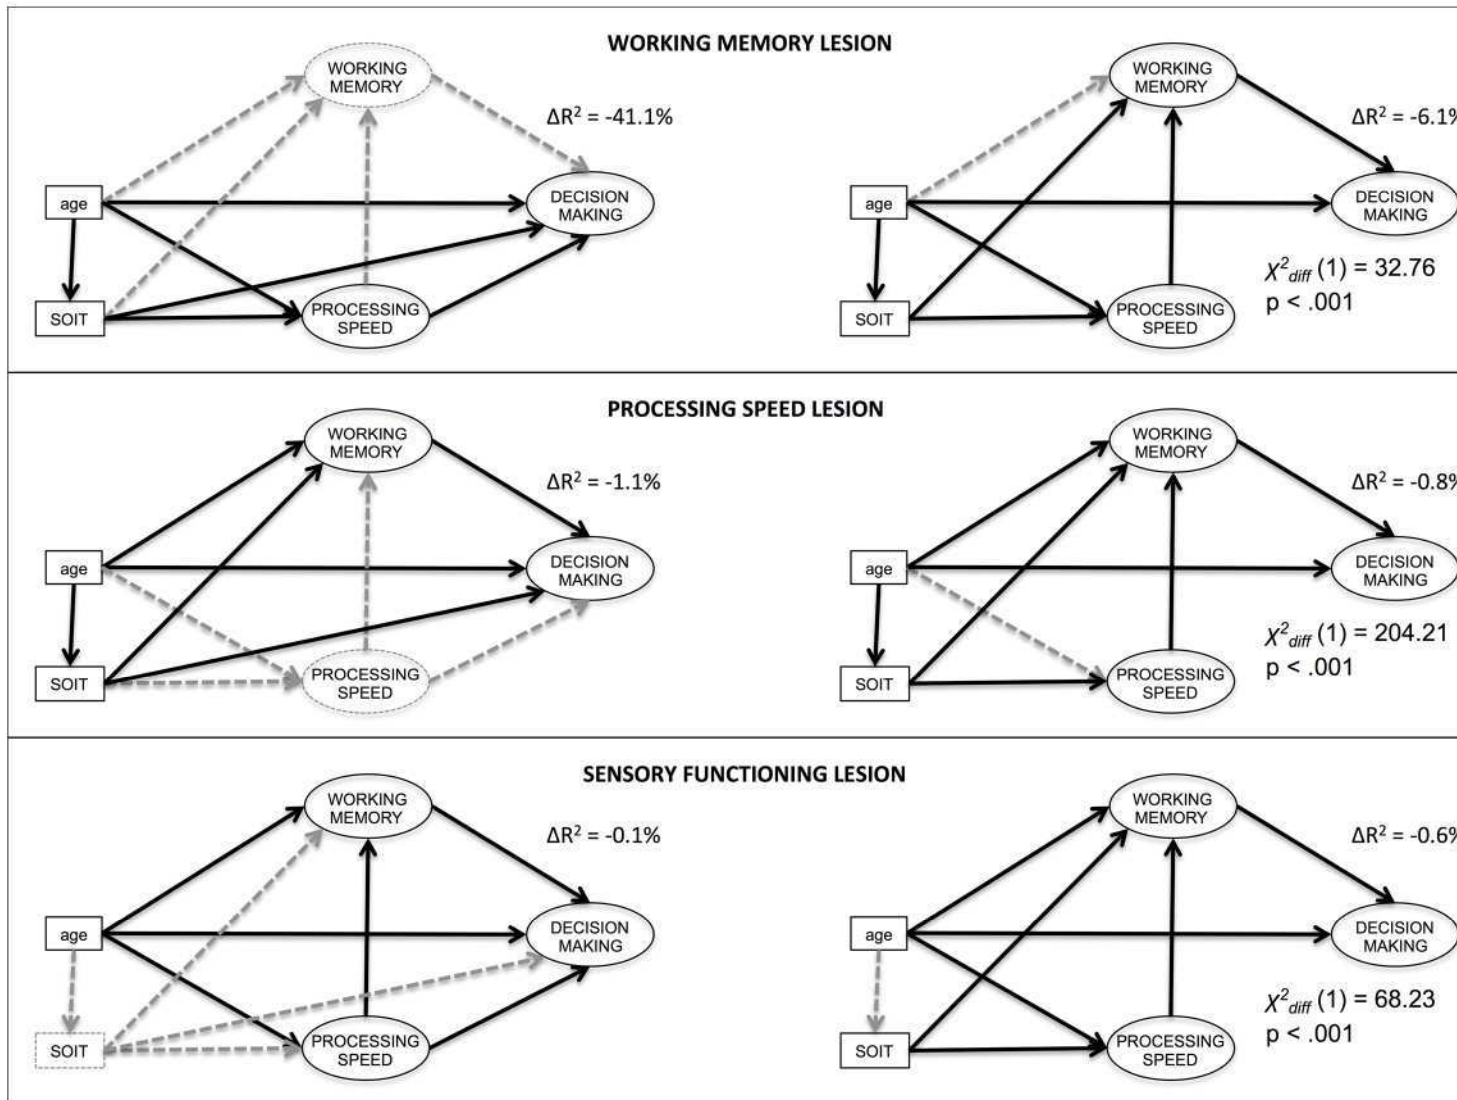 WORKING MEMORY LESION
WORKING
MEMORY
ΔR² = -41.1%
age
DECISION
MAKING
SOIT
PROCESSING
SPEED
WORKING
MEMORY
ΔR² = -6.1%
age
DECISION
MAKING
χ²diff (1) = 32.76
p < .001
SOIT
PROCESSING
SPEED
PROCESSING SPEED LESION
WORKING
MEMORY
ΔR² = -1.1%
age
DECISION
MAKING
SOIT
PROCESSING
SPEED
WORKING
MEMORY
ΔR² = -0.8%
age
DECISION
MAKING
χ²diff (1) = 204.21
p < .001
SOIT
PROCESSING
SPEED
SENSORY FUNCTIONING LESION
WORKING
MEMORY
ΔR² = -0.1%
age
DECISION
MAKING
SOIT
PROCESSING
SPEED
WORKING
MEMORY
ΔR² = -0.6%
age
DECISION
MAKING
χ²diff (1) = 68.23
p < .001
SOIT
PROCESSING
SPEED